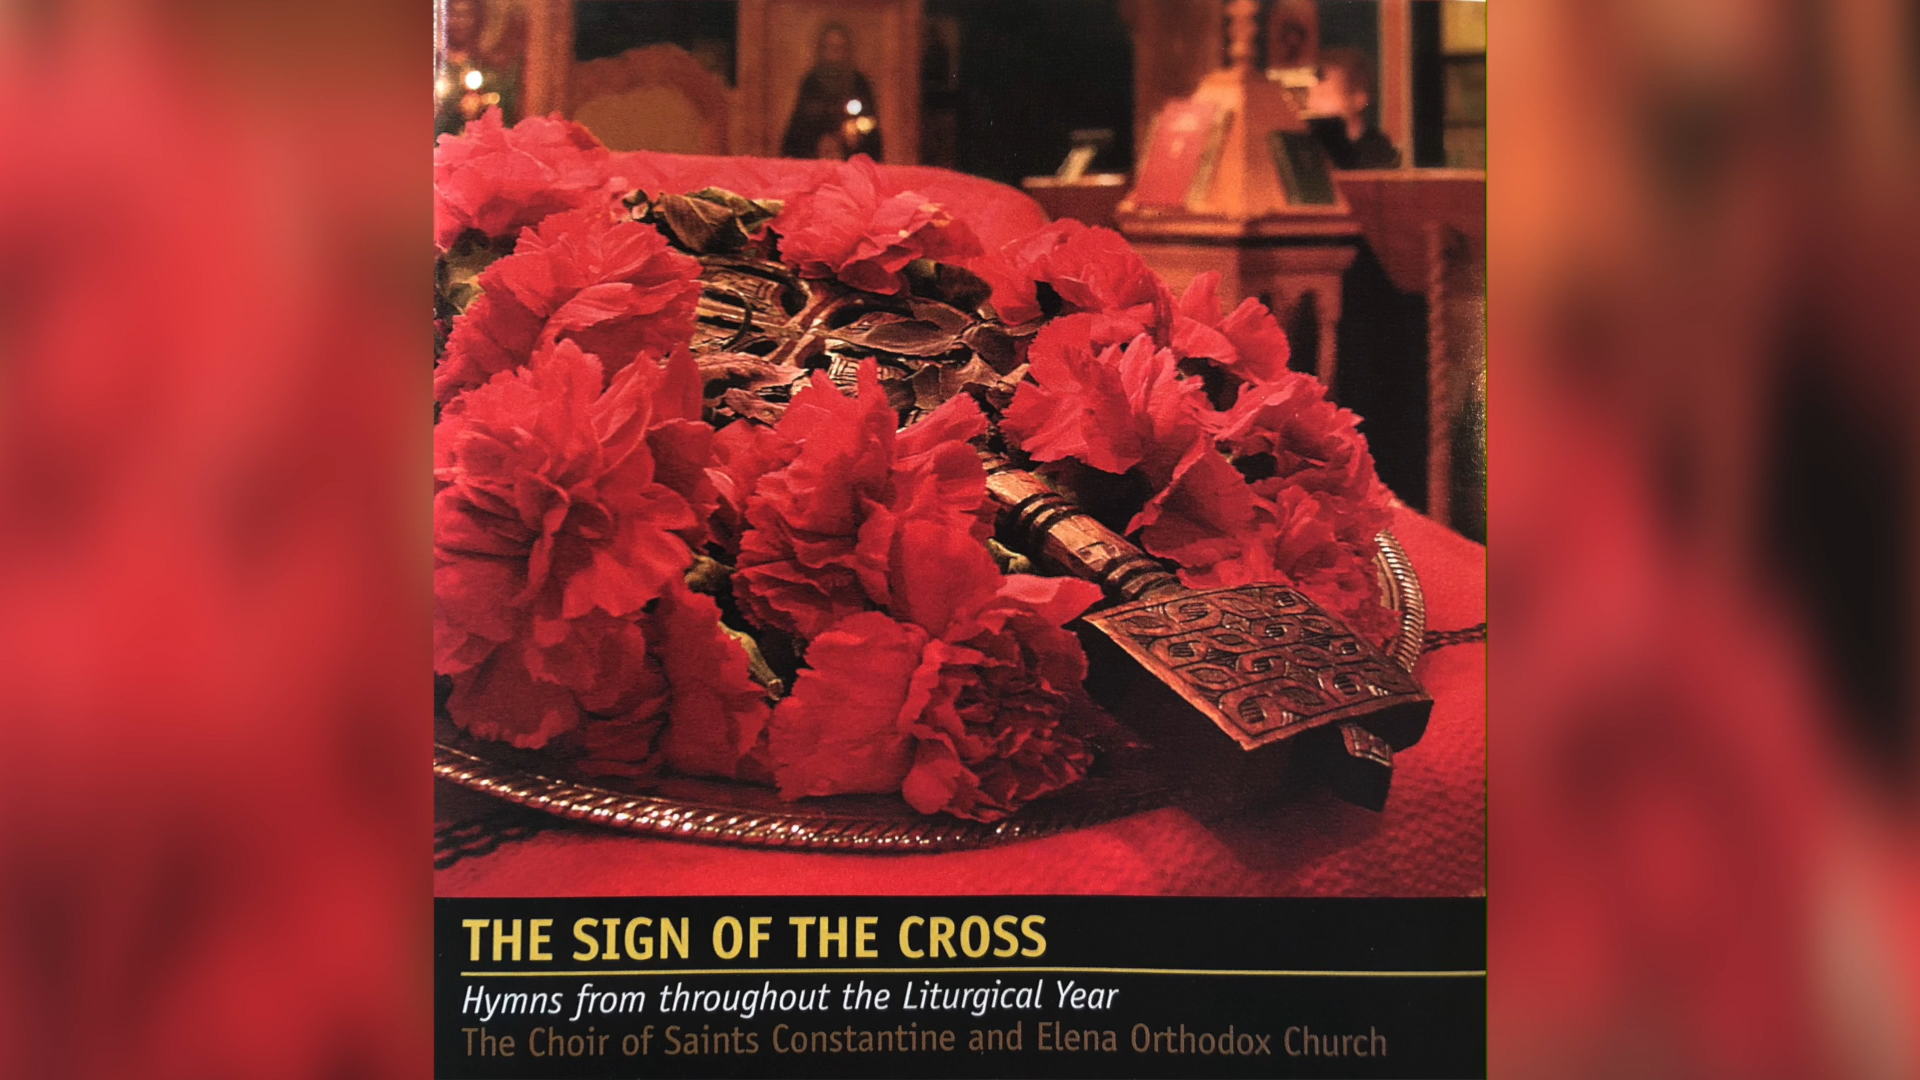 THE SIGN OF THE CROSS
Hymns from throughout the Liturgical Year
The Choir of Saints Constantine and Elena Orthodox Church